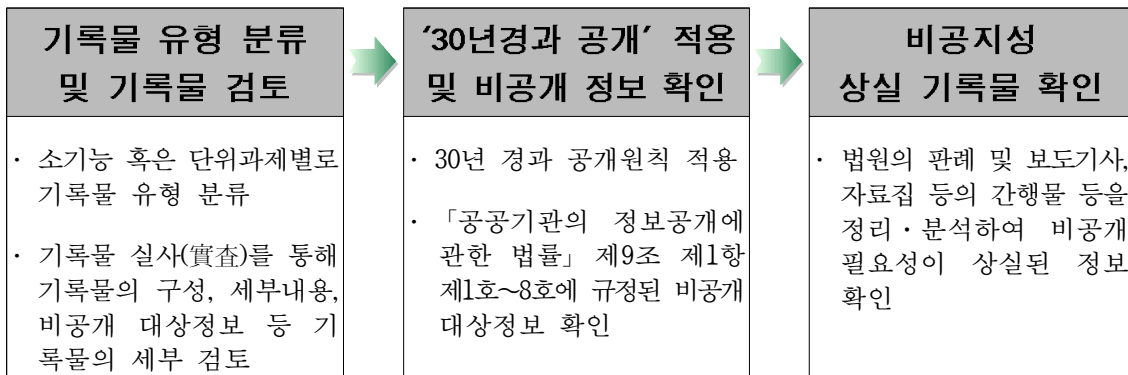 기록물 유형 분류
및 기록물 검토
· 소기능 혹은 단위과제별로
기록물 유형 분류
· 기록물 실사(實査)를 통해
기록물의 구성, 세부내용,
비공개 대상정보 등 기
록물의 세부 검토
‘30년경과 공개’ 적용
및 비공개 정보 확인
· 30년 경과 공개원칙 적용
· 「공공기관의 정보공개에
관한 법률」 제9조 제1항
제1호~8호에 규정된 비공개
대상정보 확인
비공지성
상실 기록물 확인
· 법원의 판례 및 보도기사,
자료집 등의 간행물 등을
정리・분석하여 비공개
필요성이 상실된 정보
확인